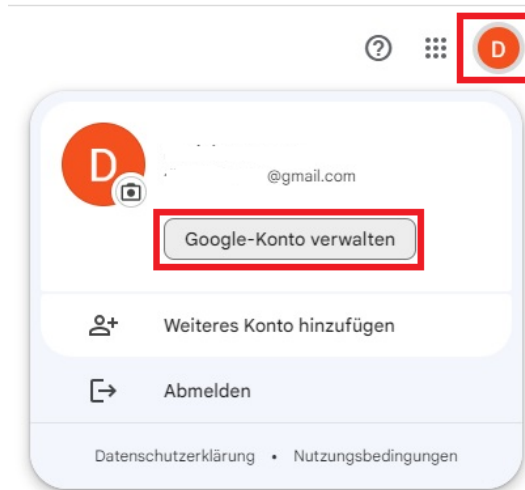 D
D
@gmail.com
Google-Konto verwalten
Weiteres Konto hinzufügen
Abmelden
Datenschutzerklärung • Nutzungsbedingungen